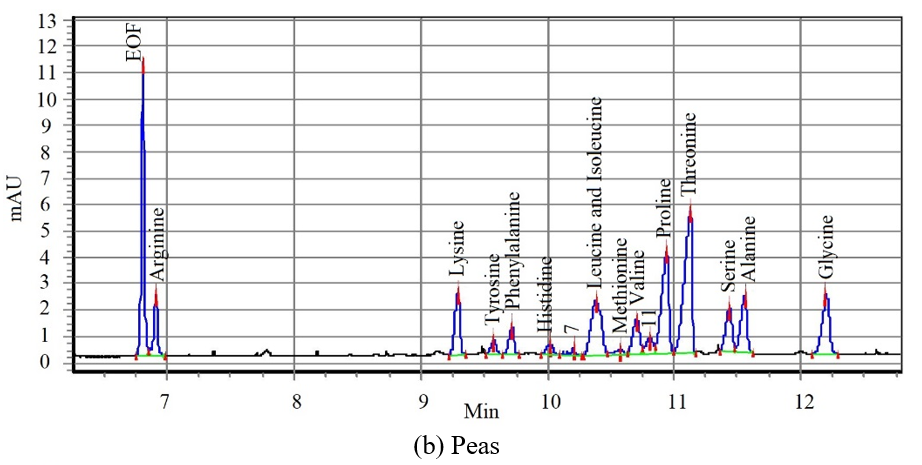 13
12
11
10
9
8
7
6
5
4
3
2
1
0
mAU
EOF
Arginine
Lysine
Tyrosine
Phenylalanine
Histidine
7
Leucine and Isoleucine
Methionine
Valine
11
Proline
Threonine
Serine
Alanine
Glycine
7 8 9 10 11 12
Min
(b) Peas